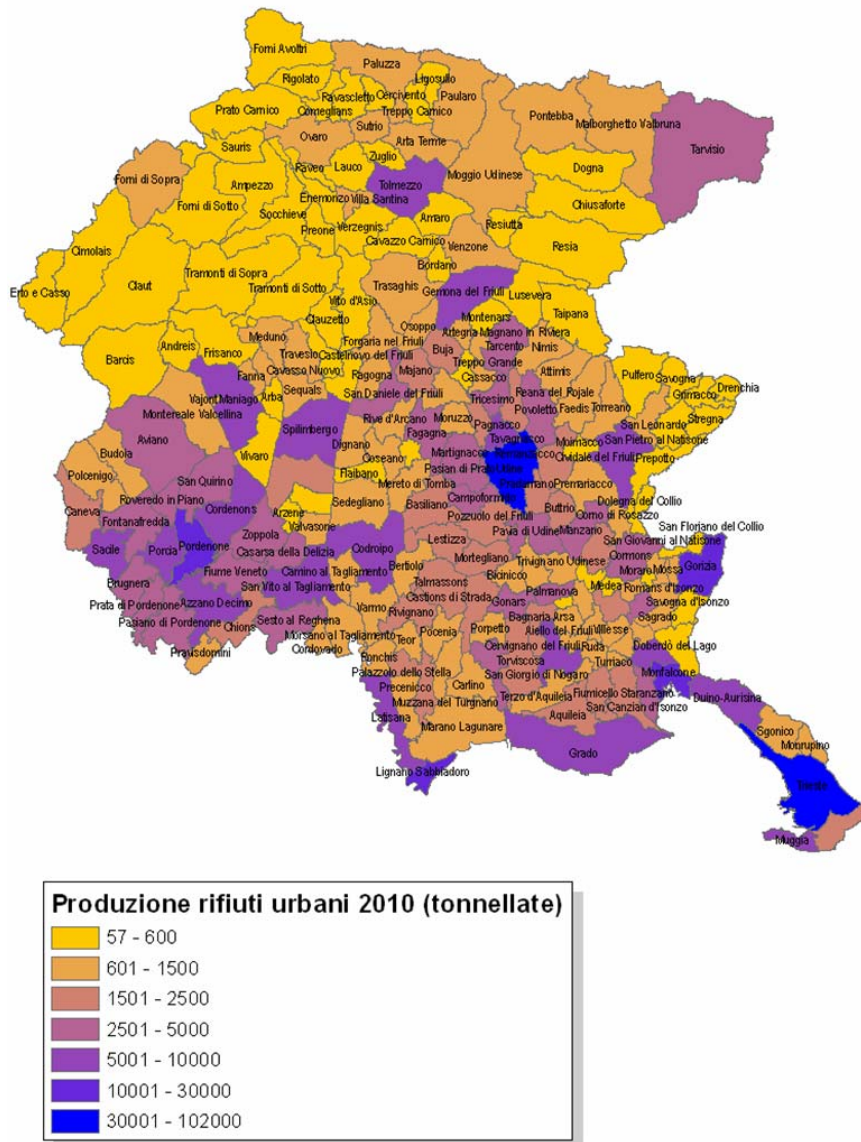 Forni Avoltri
Paluzza
Ligosullo
Rigolato
Ravascletto
Cercivento
Paularo
Prato Carnico
Comeglians
Treppo Carnico
Pontebba
Malborghetto Valbruna
Sutrio
Ovaro
Tarvisio
Sauris
Arta Terme
Zuglio
Forni di Sopra
Raveo
Lauco
Dogna
Ampezzo
Tolmezzo
Moggio Udinese
Enemonzo
Villa Santina
Forni di Sotto
Chiusaforte
Socchieve
Amaro
Preone
Verzegnis
Resiutta
Cimolais
Cavazzo Carnico
Venzone
Resia
Bordano
Tramonti di Sopra
Erto e Casso
Claut
Trasaghis
Tramonti di Sotto
Gemona del Friuli
Vito d'Asio
Lusevera
Clauzetto
Montenars
Taipana
Osoppo
Artegna
Magnano in Riviera
Meduno
Forgaria nel Friuli
Andreis
Frisanco
Travesio
Castelnovo del Friuli
Buja
Tarcento
Nimis
Barcis
Cavasso Nuovo
Treppo Grande
Fanna
Majano
Attimis
Pulfero
Savogna
Ragogna
Cassacco
Drenchia
Vajont
Maniago
Arba
Sequals
San Daniele del Friuli
Tricesimo
Reana del Rojale
Grimacco
Montereale Valcellina
Povoletto
Faedis
Torreano
San Leonardo
Stregna
Aviano
Spilimbergo
Rive d'Arcano
Moruzzo
Pagnacco
Dignano
Fagagna
Tavagnacco
Moimacco
San Pietro al Natisone
Budoia
Vivaro
Coseano
Martignacco
Remanzacco
Cividale del Friuli
Prepotto
Polcenigo
San Quirino
Flaibano
Pasian di Prato
Udine
Mereto di Tomba
Pradamano
Premariacco
Roveredo in Piano
Sedegliano
Campoformido
Dolegna del Collio
Caneva
Cordenons
Arzene
Basiliano
Buttrio
Corno di Rosazzo
Fontanafredda
Valvasone
Pozzuolo del Friuli
San Floriano del Collio
Zoppola
Pavia di Udine
Manzano
San Giovanni al Natisone
Sacile
Porcia
Pordenone
Casarsa della Delizia
Codroipo
Lestizza
Cormons
Fiume Veneto
Camino al Tagliamento
Bertiolo
Mortegliano
Trivignano Udinese
Moraro
Mossa
Gorizia
Brugnera
San Vito al Tagliamento
Talmassons
Bicinicco
Medea
Romans d'Isonzo
Prata di Pordenone
Azzano Decimo
Varmo
Castions di Strada
Palmanova
Savogna d'Isonzo
Pasiano di Pordenone
Chions
Sesto al Reghena
Rivignano
Gonars
Bagnaria Arsa
Sagrado
Morsano al Tagliamento
Teor
Pocenia
Porpetto
Aiello del Friuli
Villesse
Pravisdomini
Cordovado
Cervignano del Friuli
Ruda
Doberdò del Lago
Ronchis
Torviscosa
Turriaco
Monfalcone
Palazzolo dello Stella
San Giorgio di Nogaro
Precenicco
Carlino
Terzo d'Aquileia
Fiumicello
Staranzano
Duino-Aurisina
Muzzana del Turgnano
San Canzian d'Isonzo
Latisana
Marano Lagunare
Aquileia
Sgonico
Monrupino
Grado
Lignano Sabbiadoro
Trieste
Muggia
Produzione rifiuti urbani 2010 (tonnellate)
57 - 600
601 - 1500
1501 - 2500
2501 - 5000
5001 - 10000
10001 - 30000
30001 - 102000